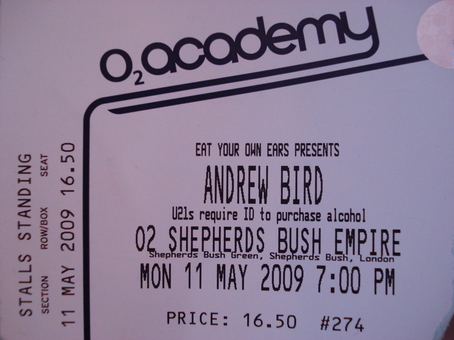 O2 academy
EAT YOUR OWN EARS PRESENTS
ANDREW BIRD
U21s require ID to purchase alcohol
O2 SHEPHERDS BUSH EMPIRE
Shepherds Bush Green, Shepherds Bush, London
MON 11 MAY 2009 7:00 PM
PRICE: 16.50 #274
STALLS STANDING
SECTION ROW/BOX SEAT
11 MAY 2009 16.50